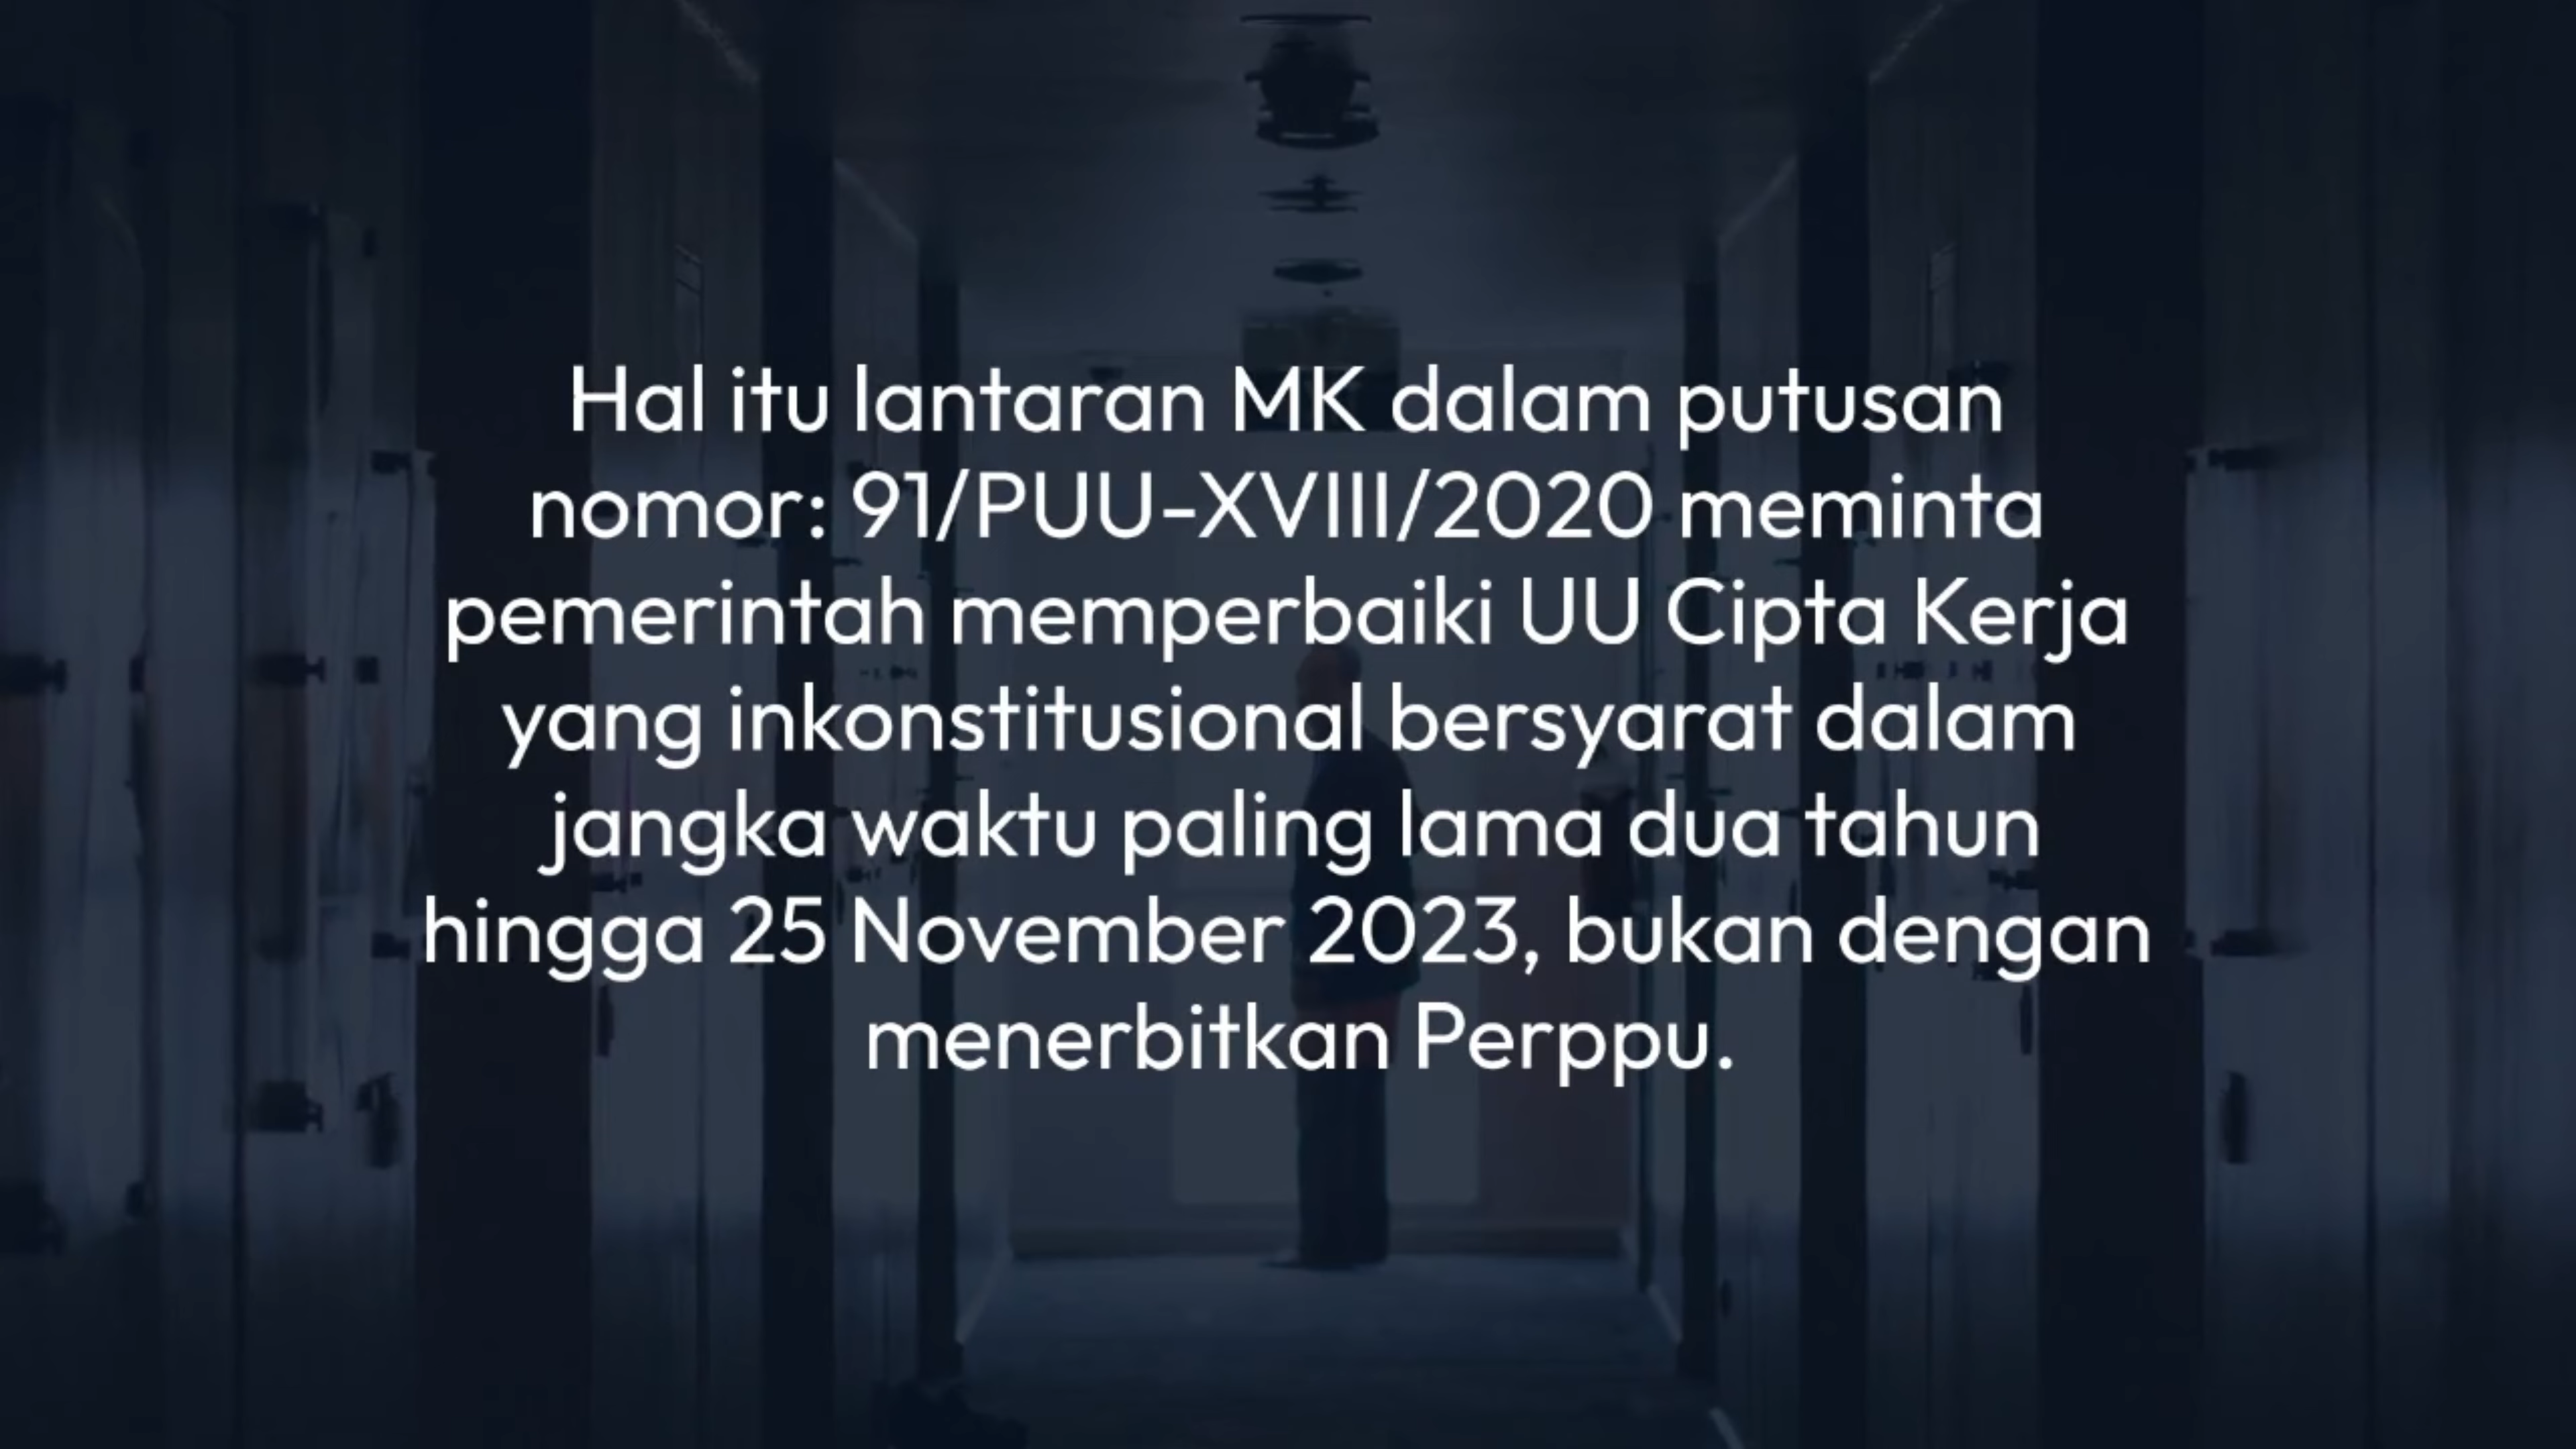 Hal itu lantaran MK dalam putusan
nomor: 91/PUU-XVIII/2020 meminta
pemerintah memperbaiki UU Cipta Kerja
yang inkonstitusional bersyarat dalam
jangka waktu paling lama dua tahun
hingga 25 November 2023, bukan dengan
menerbitkan Perppu.